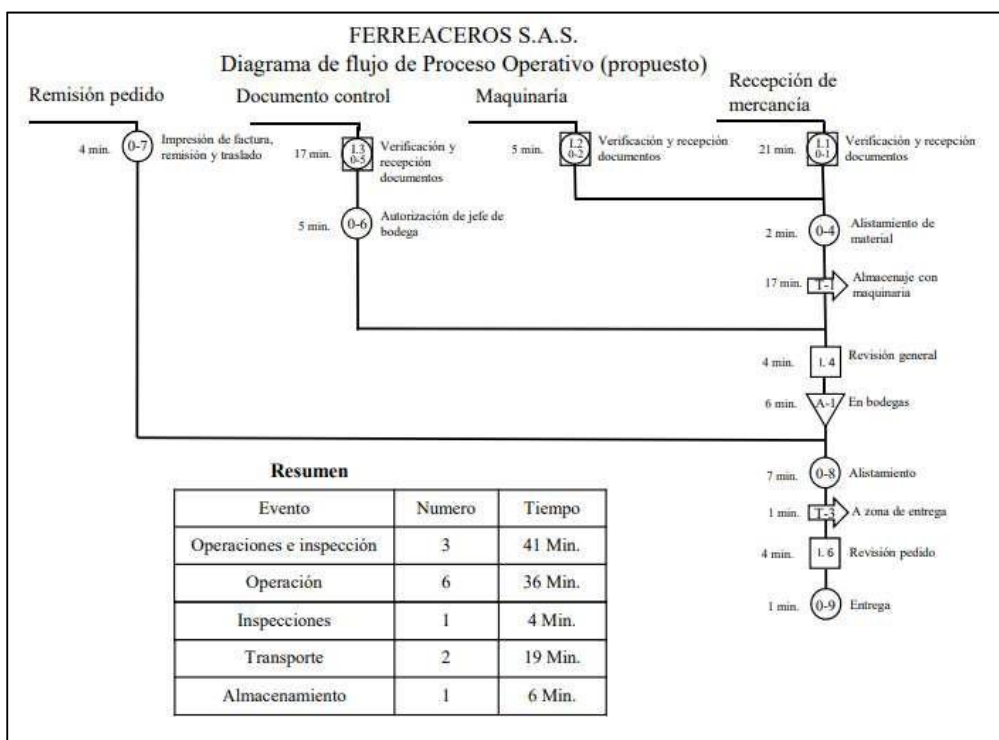 FERREACEROS S.A.S.
Diagrama de flujo de Proceso Operativo (propuesto)
Remisión pedido
Documento control
Maquinaría
Recepción de
mercancía
4 min.
0-7
Impresión de factura,
remisión y traslado
17 min.
I.3
0-5
Verificación y
recepción
documentos
5 min.
I.2
0-2
Verificación y recepción
documentos
21 min.
I.1
0-1
Verificación y recepción
documentos
5 min.
0-6
Autorización de jefe de
bodega
2 min.
0-4
Alistamiento de
material
17 min.
T-1
Almacenaje con
maquinaria
4 min.
I. 4
Revisión general
6 min.
A-1
En bodegas
7 min.
0-8
Alistamiento
1 min.
T-3
A zona de entrega
4 min.
I. 6
Revisión pedido
1 min.
0-9
Entrega
Resumen
Evento Numero Tiempo
Operaciones e inspección 3 41 Min.
Operación 6 36 Min.
Inspecciones 1 4 Min.
Transporte 2 19 Min.
Almacenamiento 1 6 Min.